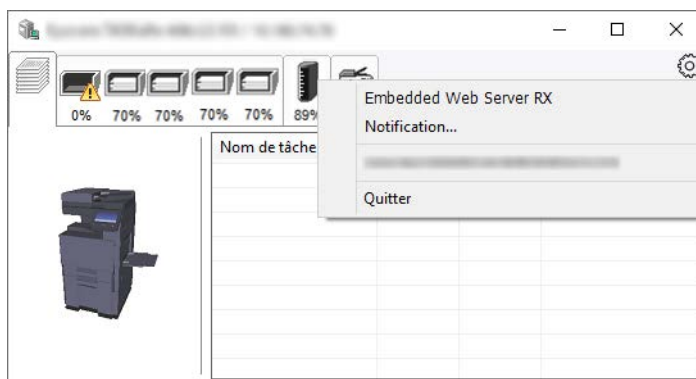 0% 70% 70% 70% 70% 89%
Nom de tâche
Embedded Web Server RX
Notification...
Quitter